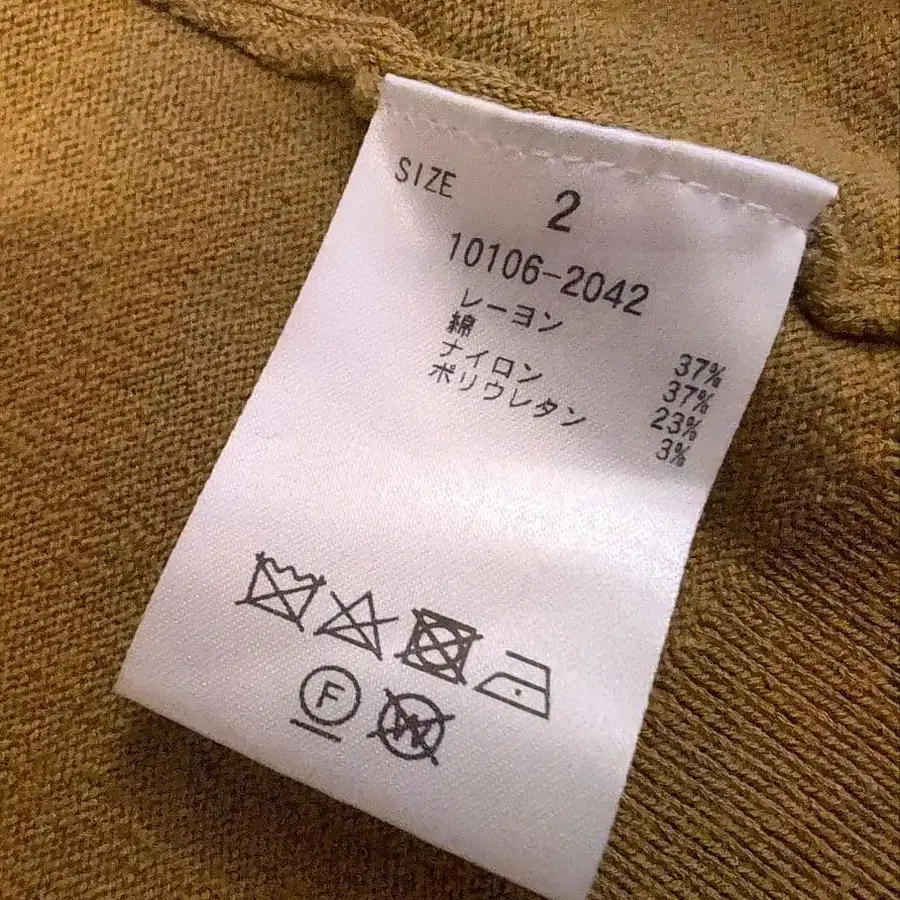 SIZE 2
10106-2042
レーヨン 37%
綿 37%
ナイロン 23%
ポリウレタン 3%
F
W